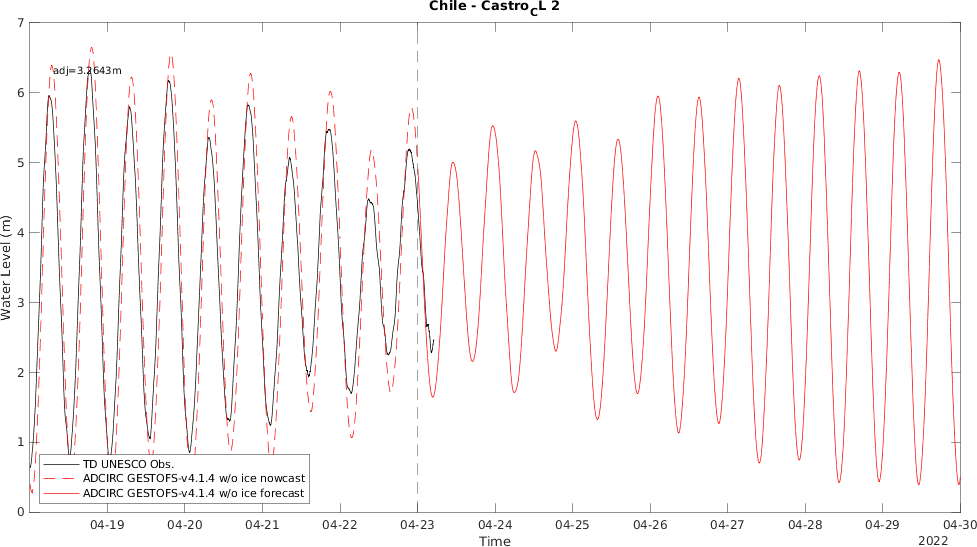 Chile - Castro_CL 2
adj=3.2643m
Water Level (m)
7
6
5
4
3
2
1
0
TD UNESCO Obs.
ADCIRC GESTOFS-v4.1.4 w/o ice nowcast
ADCIRC GESTOFS-v4.1.4 w/o ice forecast
04-19 04-20 04-21 04-22 04-23 04-24 04-25 04-26 04-27 04-28 04-29 04-30
Time
2022